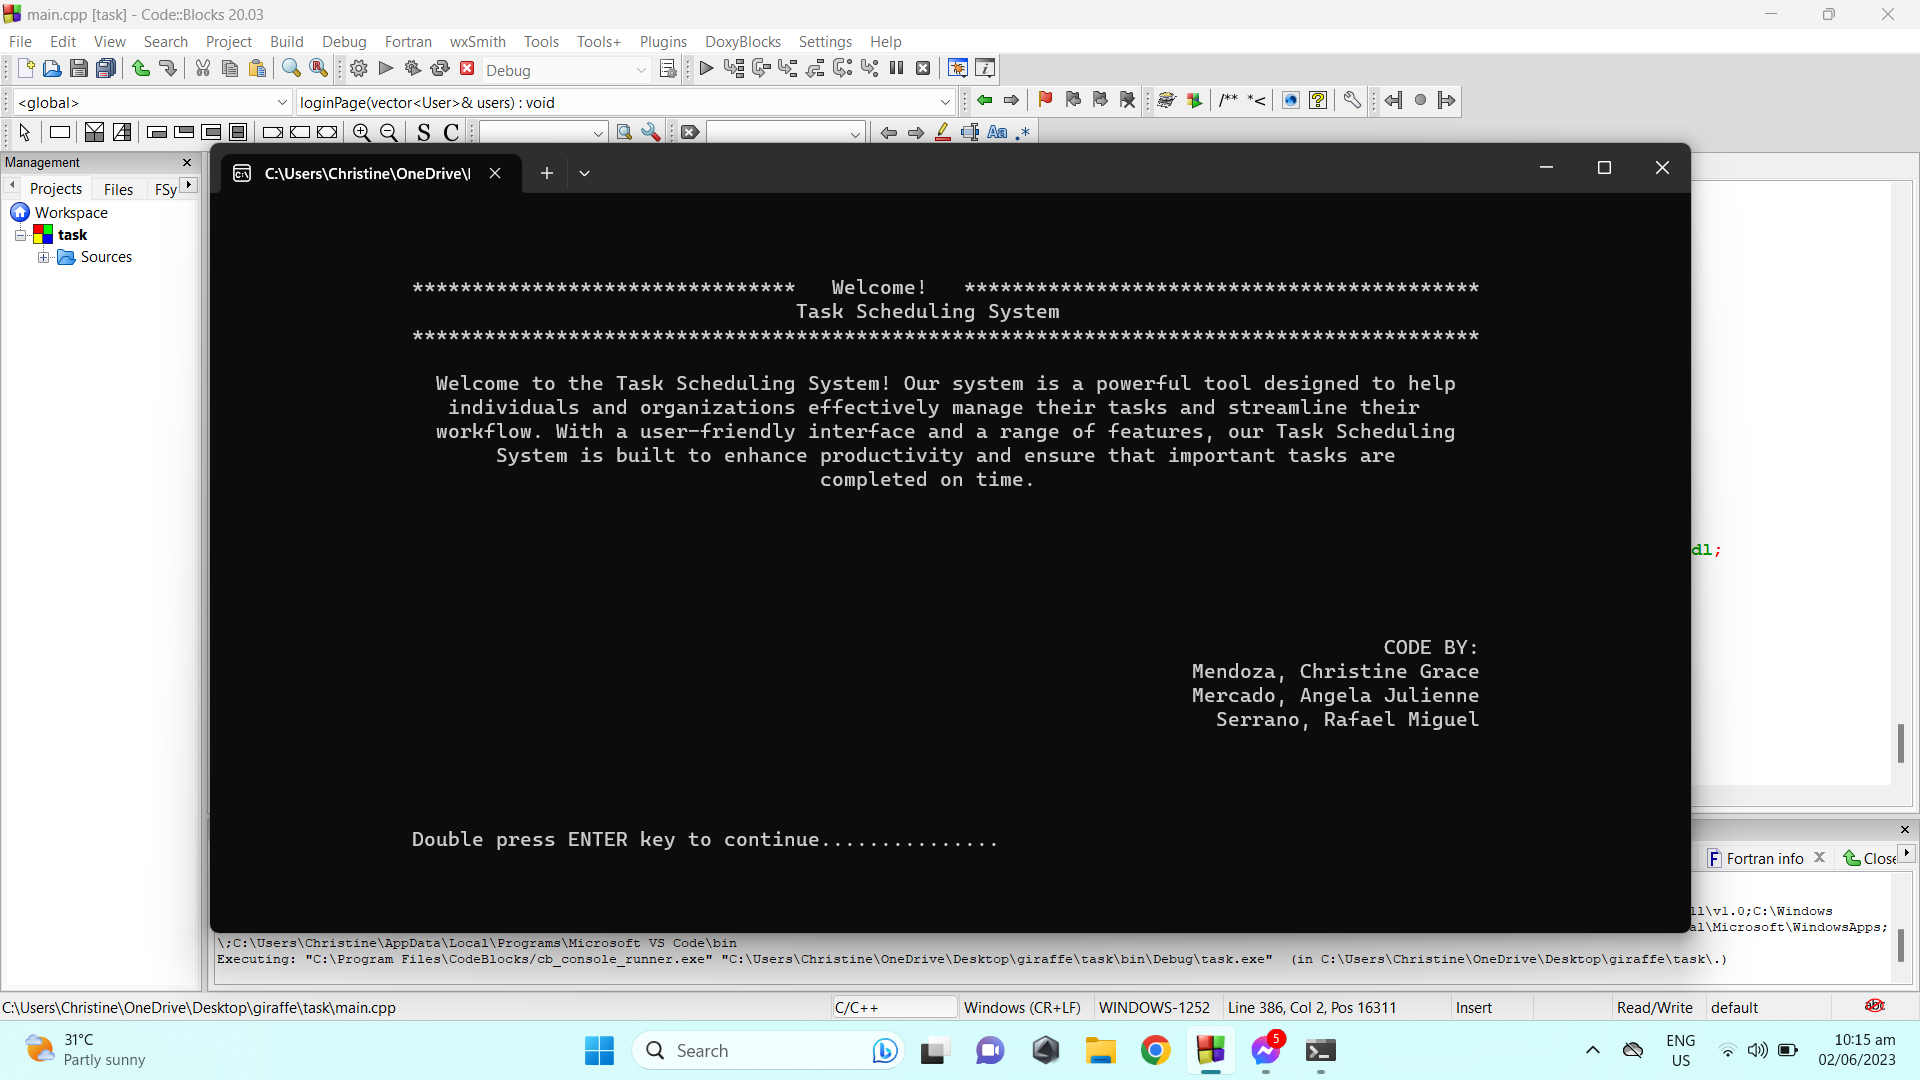 main.cpp [task] - Code::Blocks 20.03
File Edit View Search Project Build Debug Fortran wxSmith Tools Tools+ Plugins DoxyBlocks Settings Help
Debug
<global> loginPage(vector<User>& users) : void
/** *<
S C Aa .*
Management
Projects Files FSy
Workspace
task
Sources
C:\Users\Christine\OneDrive\
******************************** Welcome! *******************************************
Task Scheduling System
*****************************************************************************************
Welcome to the Task Scheduling System! Our system is a powerful tool designed to help
individuals and organizations effectively manage their tasks and streamline their
workflow. With a user-friendly interface and a range of features, our Task Scheduling
System is built to enhance productivity and ensure that important tasks are
completed on time.
dl;
CODE BY:
Mendoza, Christine Grace
Mercado, Angela Julienne
Serrano, Rafael Miguel
Double press ENTER key to continue...............
Fortran info Close
ll\v1.0;C:\Windows
al\Microsoft\WindowsApps;
\;C:\Users\Christine\AppData\Local\Programs\Microsoft VS Code\bin
Executing: "C:\Program Files\CodeBlocks/cb_console_runner.exe" "C:\Users\Christine\OneDrive\Desktop\giraffe\task\bin\Debug\task.exe" (in C:\Users\Christine\OneDrive\Desktop\giraffe\task\.)
C:\Users\Christine\OneDrive\Desktop\giraffe\task\main.cpp C/C++ Windows (CR+LF) WINDOWS-1252 Line 386, Col 2, Pos 16311 Insert Read/Write default abc
31°C
Partly sunny
Search
5
ENG
US
10:15 am
02/06/2023